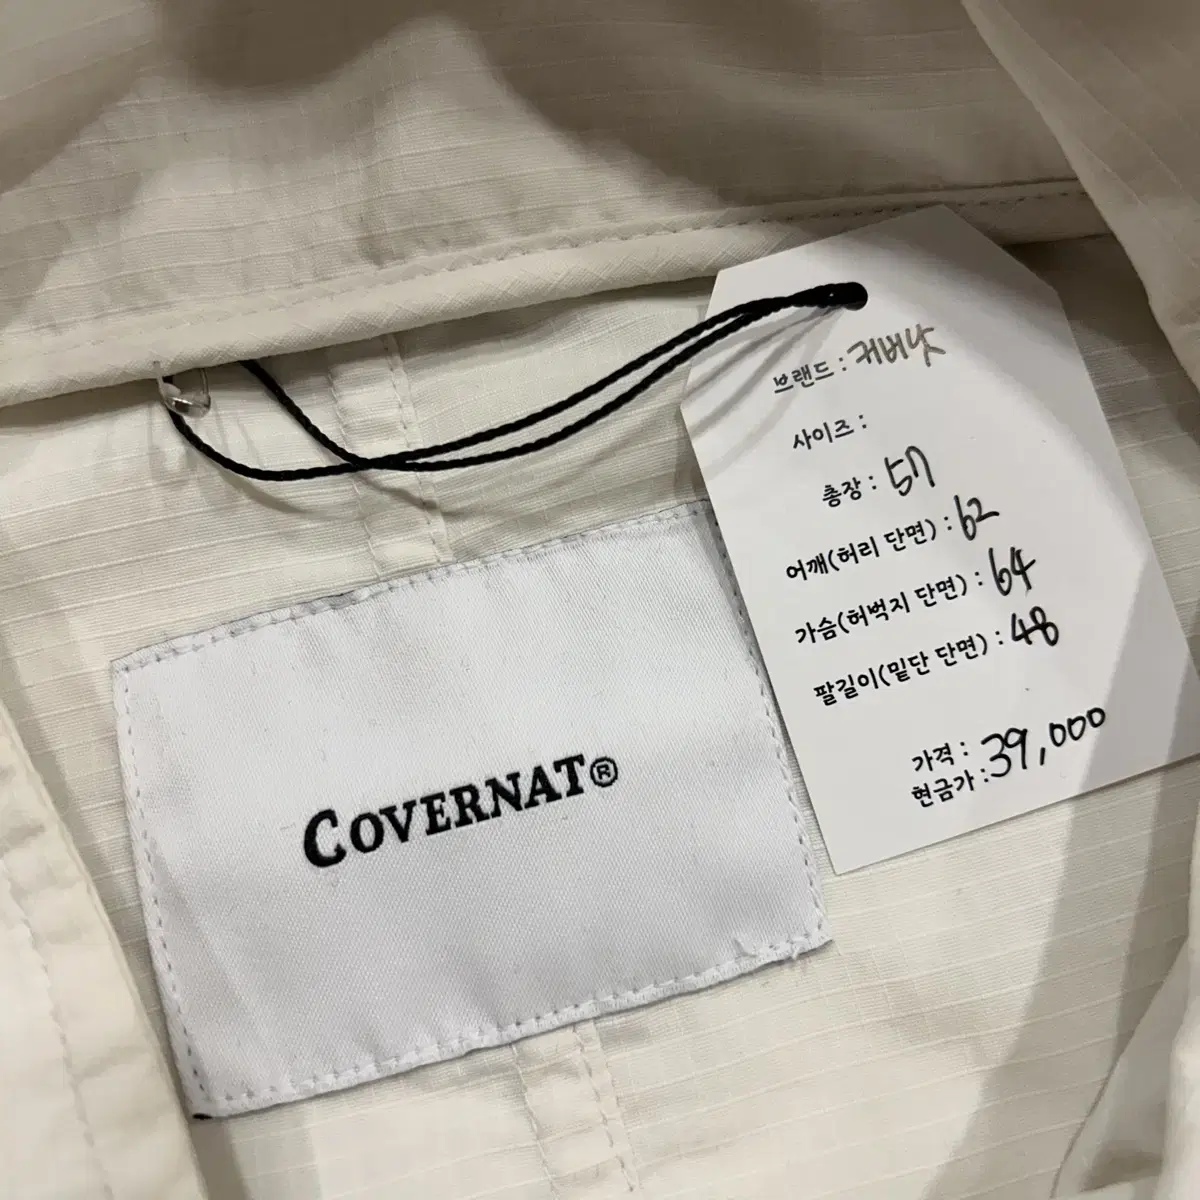 브랜드 : 커버낫
사이즈 :
총장 : 57
어깨(허리 단면) : 62
가슴(허벅지 단면) : 64
팔길이(밑단 단면) : 48
가격 :
현금가 : 39,000
COVERNAT®